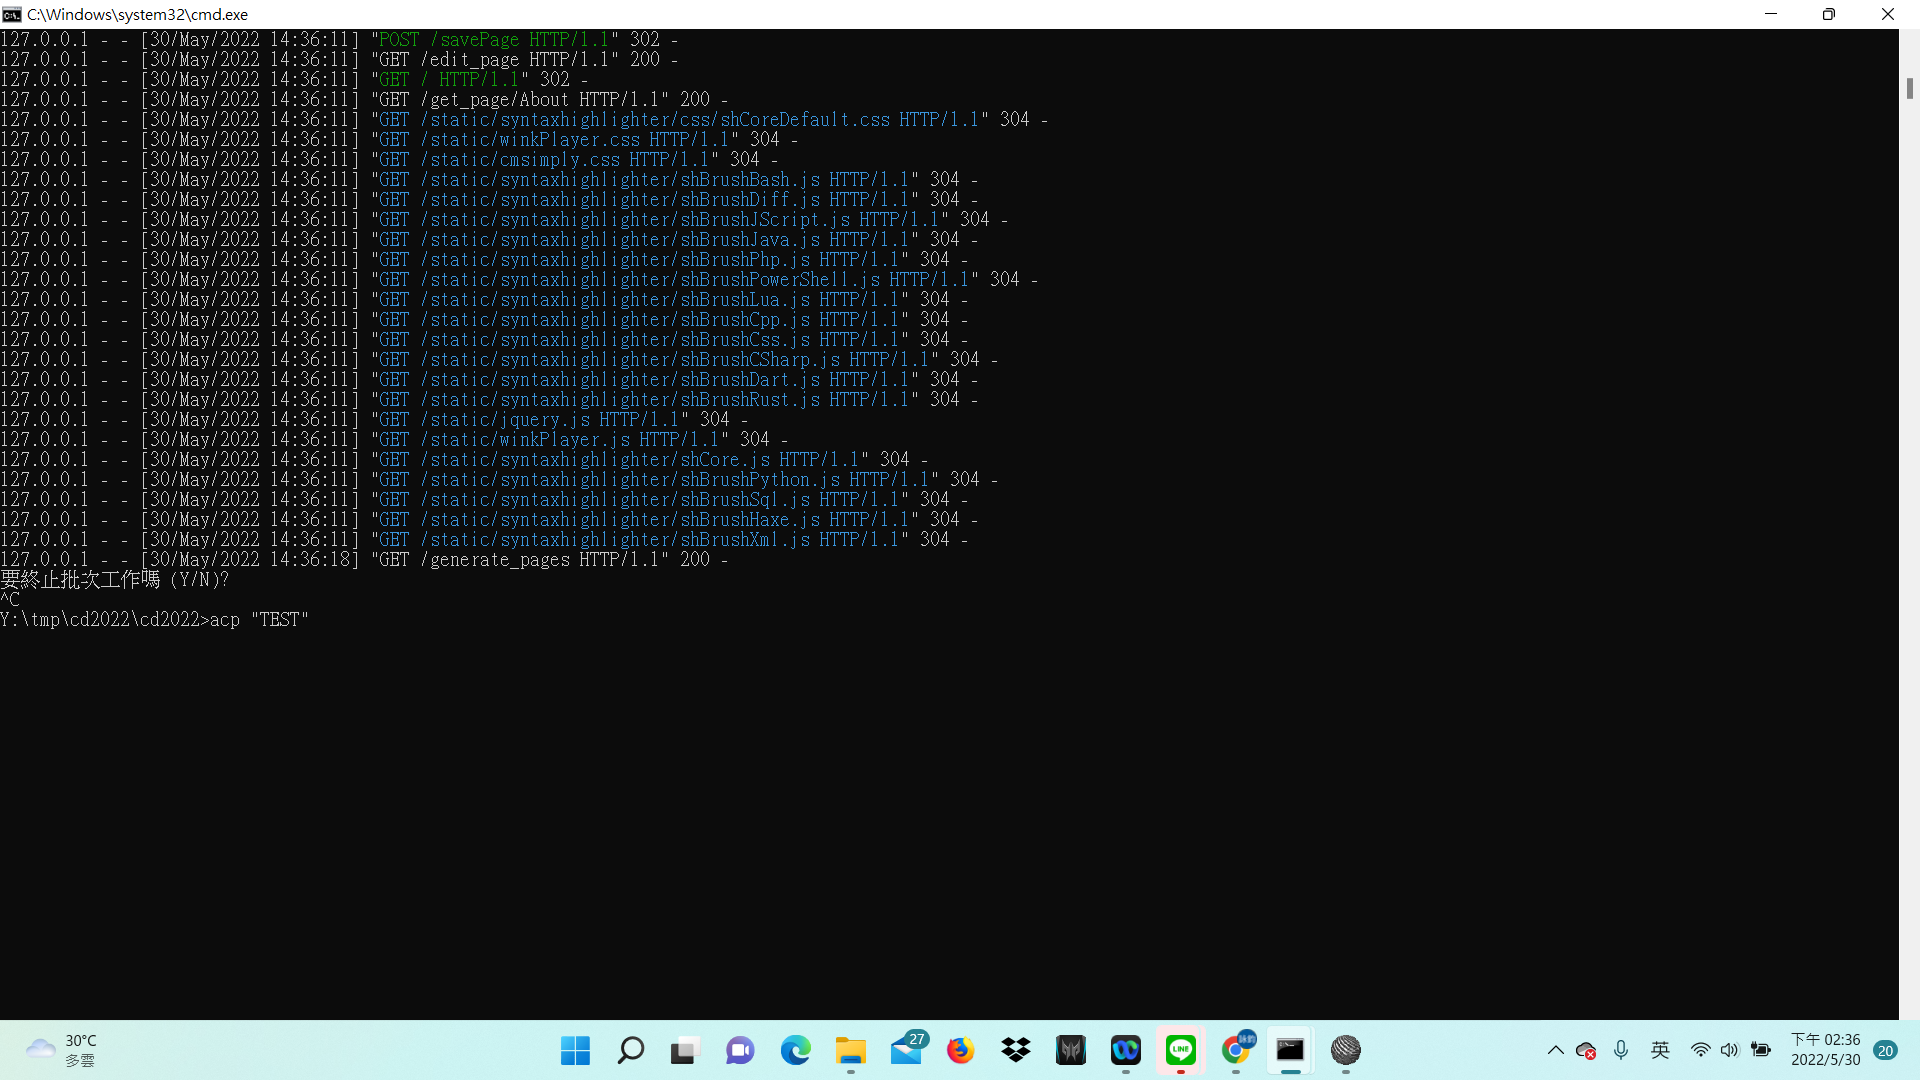 C:\Windows\system32\cmd.exe
127.0.0.1 - - [30/May/2022 14:36:11] "POST /savePage HTTP/1.1" 302 -
127.0.0.1 - - [30/May/2022 14:36:11] "GET /edit_page HTTP/1.1" 200 -
127.0.0.1 - - [30/May/2022 14:36:11] "GET / HTTP/1.1" 302 -
127.0.0.1 - - [30/May/2022 14:36:11] "GET /get_page/About HTTP/1.1" 200 -
127.0.0.1 - - [30/May/2022 14:36:11] "GET /static/syntaxhighlighter/css/shCoreDefault.css HTTP/1.1" 304 -
127.0.0.1 - - [30/May/2022 14:36:11] "GET /static/winkPlayer.css HTTP/1.1" 304 -
127.0.0.1 - - [30/May/2022 14:36:11] "GET /static/cmsimply.css HTTP/1.1" 304 -
127.0.0.1 - - [30/May/2022 14:36:11] "GET /static/syntaxhighlighter/shBrushBash.js HTTP/1.1" 304 -
127.0.0.1 - - [30/May/2022 14:36:11] "GET /static/syntaxhighlighter/shBrushDiff.js HTTP/1.1" 304 -
127.0.0.1 - - [30/May/2022 14:36:11] "GET /static/syntaxhighlighter/shBrushJScript.js HTTP/1.1" 304 -
127.0.0.1 - - [30/May/2022 14:36:11] "GET /static/syntaxhighlighter/shBrushJava.js HTTP/1.1" 304 -
127.0.0.1 - - [30/May/2022 14:36:11] "GET /static/syntaxhighlighter/shBrushPhp.js HTTP/1.1" 304 -
127.0.0.1 - - [30/May/2022 14:36:11] "GET /static/syntaxhighlighter/shBrushPowerShell.js HTTP/1.1" 304 -
127.0.0.1 - - [30/May/2022 14:36:11] "GET /static/syntaxhighlighter/shBrushLua.js HTTP/1.1" 304 -
127.0.0.1 - - [30/May/2022 14:36:11] "GET /static/syntaxhighlighter/shBrushCpp.js HTTP/1.1" 304 -
127.0.0.1 - - [30/May/2022 14:36:11] "GET /static/syntaxhighlighter/shBrushCss.js HTTP/1.1" 304 -
127.0.0.1 - - [30/May/2022 14:36:11] "GET /static/syntaxhighlighter/shBrushCSharp.js HTTP/1.1" 304 -
127.0.0.1 - - [30/May/2022 14:36:11] "GET /static/syntaxhighlighter/shBrushDart.js HTTP/1.1" 304 -
127.0.0.1 - - [30/May/2022 14:36:11] "GET /static/syntaxhighlighter/shBrushRust.js HTTP/1.1" 304 -
127.0.0.1 - - [30/May/2022 14:36:11] "GET /static/jquery.js HTTP/1.1" 304 -
127.0.0.1 - - [30/May/2022 14:36:11] "GET /static/winkPlayer.js HTTP/1.1" 304 -
127.0.0.1 - - [30/May/2022 14:36:11] "GET /static/syntaxhighlighter/shCore.js HTTP/1.1" 304 -
127.0.0.1 - - [30/May/2022 14:36:11] "GET /static/syntaxhighlighter/shBrushPython.js HTTP/1.1" 304 -
127.0.0.1 - - [30/May/2022 14:36:11] "GET /static/syntaxhighlighter/shBrushSql.js HTTP/1.1" 304 -
127.0.0.1 - - [30/May/2022 14:36:11] "GET /static/syntaxhighlighter/shBrushHaxe.js HTTP/1.1" 304 -
127.0.0.1 - - [30/May/2022 14:36:11] "GET /static/syntaxhighlighter/shBrushXml.js HTTP/1.1" 304 -
127.0.0.1 - - [30/May/2022 14:36:18] "GET /generate_pages HTTP/1.1" 200 -
要終止批次工作嗎 (Y/N)?
^C
Y:\tmp\cd2022\cd2022>acp "TEST"
30°C
多雲
27
LINE
英
下午 02:36
2022/5/30
20